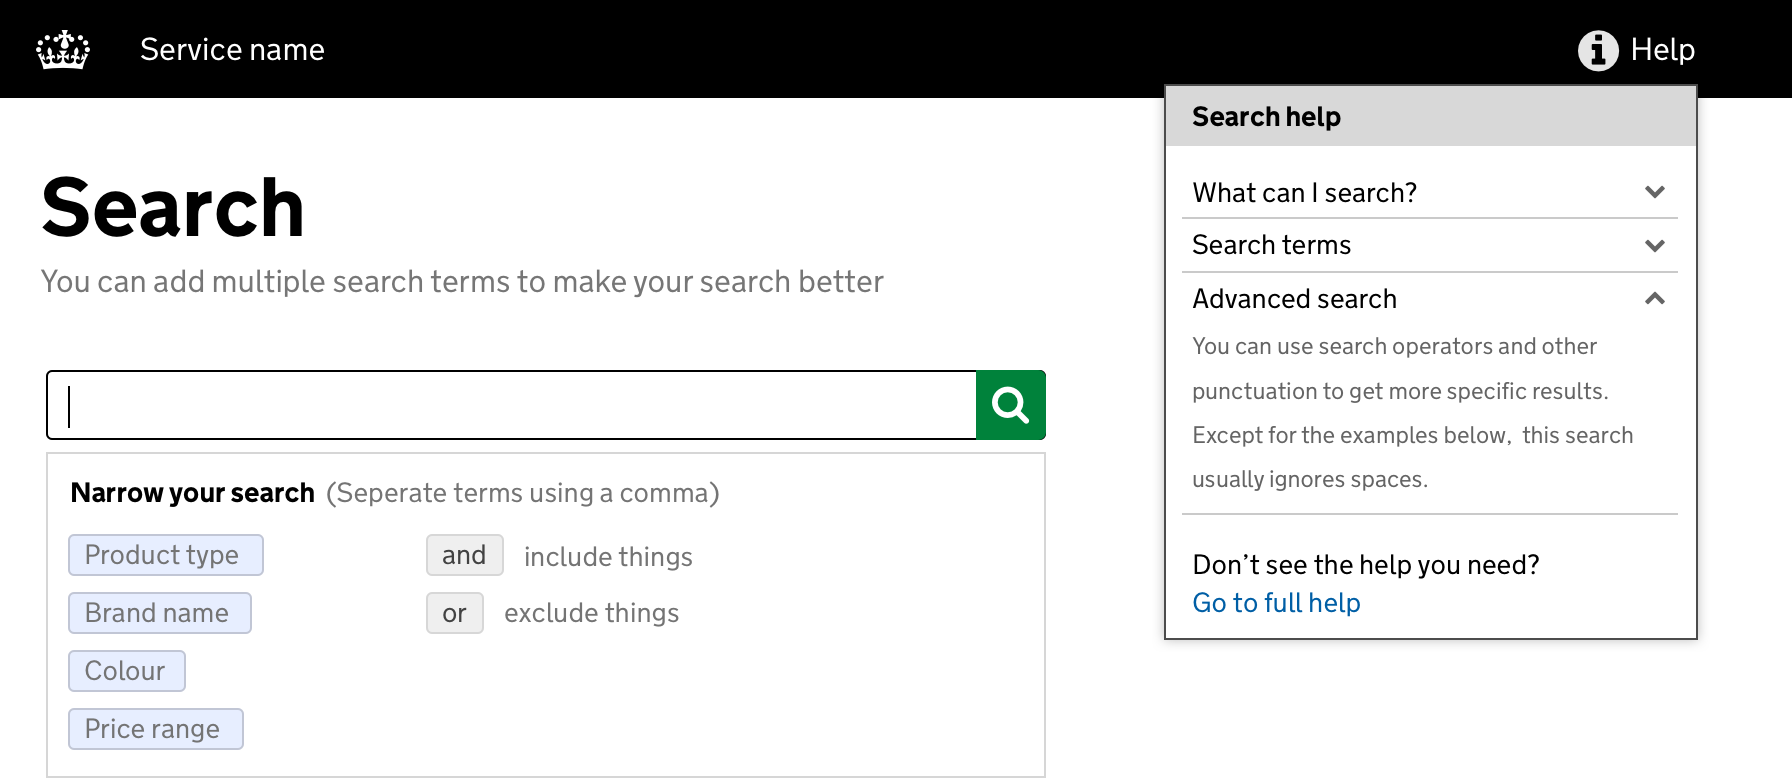 Service name
Help
Search help
What can I search?
Search terms
Advanced search
You can use search operators and other
punctuation to get more specific results.
Except for the examples below, this search
usually ignores spaces.
Don't see the help you need?
Go to full help
Search
You can add multiple search terms to make your search better
Narrow your search (Seperate terms using a comma)
Product type
and include things
Brand name
or exclude things
Colour
Price range